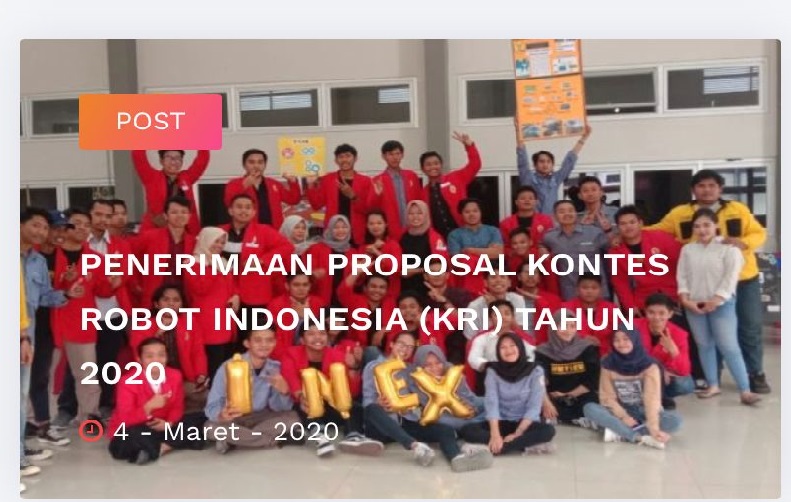 POST
PENERIMAAN PROPOSAL KONTES
ROBOT INDONESIA (KRI) TAHUN
2020
4 - Maret - 2020
INEX